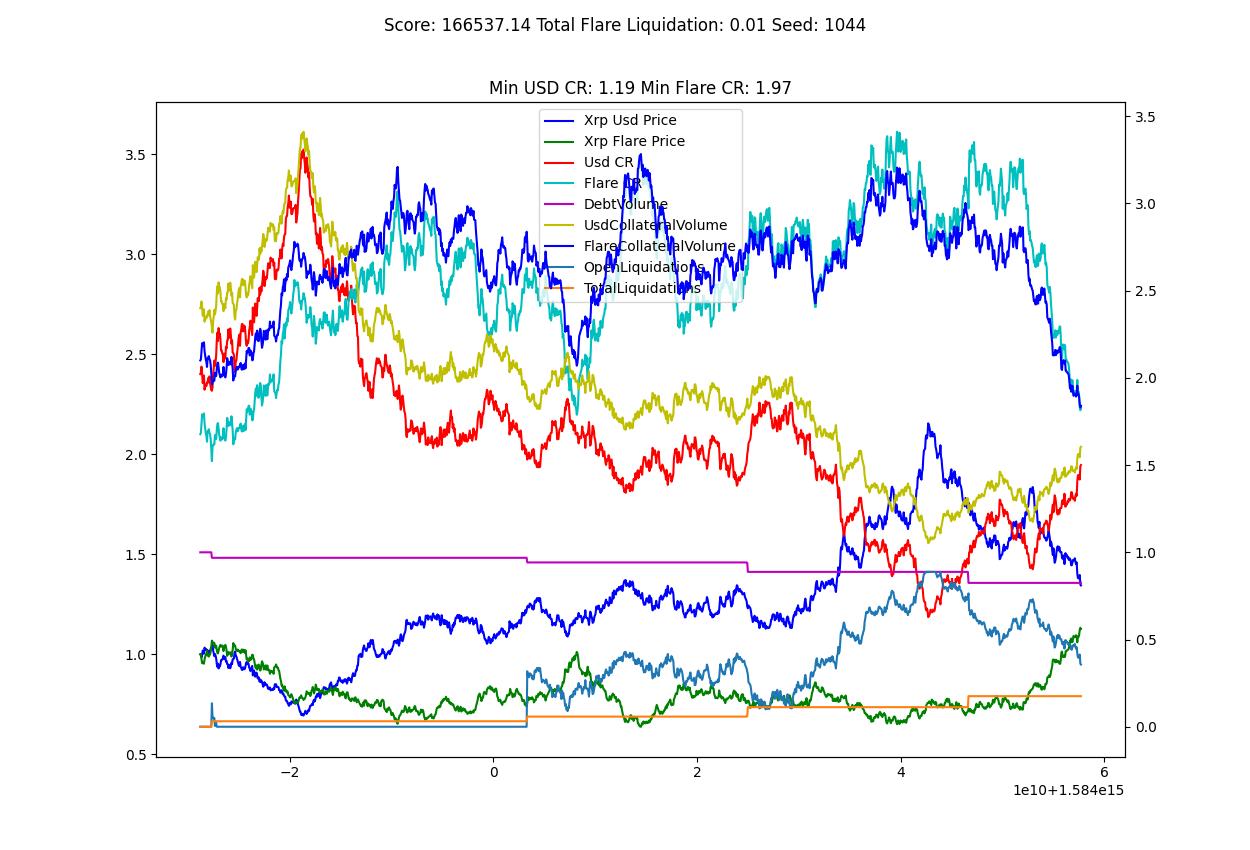 Score: 166537.14 Total Flare Liquidation: 0.01 Seed: 1044
Min USD CR: 1.19 Min Flare CR: 1.97
Xrp Usd Price
Xrp Flare Price
Usd CR
Flare CR
DebtVolume
UsdCollateralVolume
FlareCollateralVolume
OpenLiquidations
TotalLiquidations
3.5
3.0
2.5
2.0
1.5
1.0
0.5
3.5
3.0
2.5
2.0
1.5
1.0
0.5
0.0
−2
0
2
4
6
1e10+1.584e15